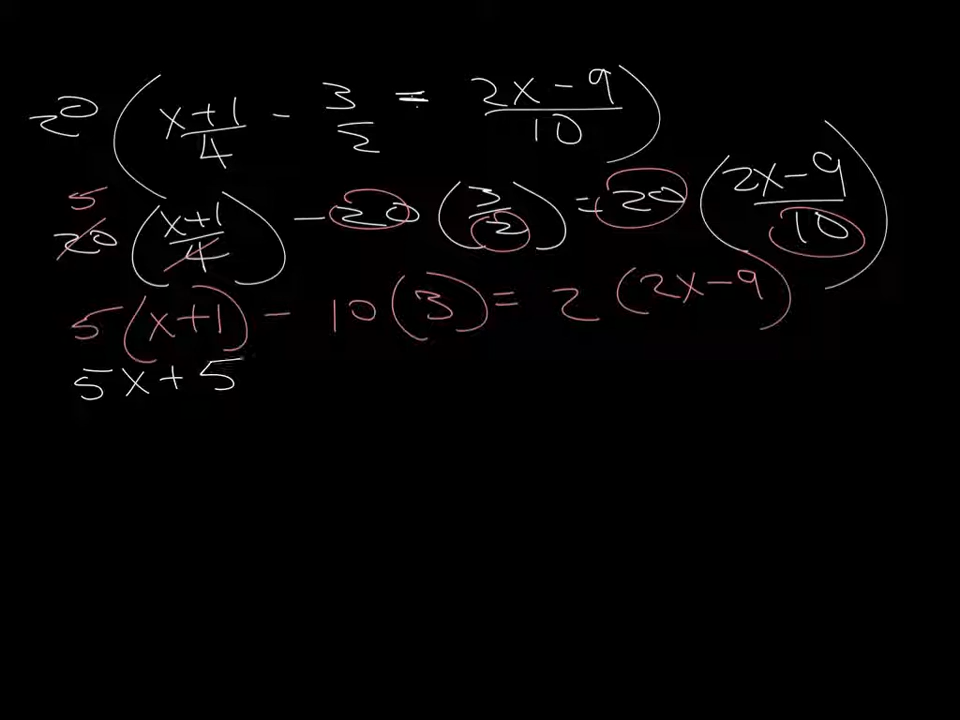 20 ( x+1/4 - 3/2 = 2x-9/10 )
5
20 ( x+1/4 ) - 20 ( 3/2 ) = 20 ( 2x-9/10 )
5 (x+1) - 10 (3) = 2 (2x-9)
5x+5